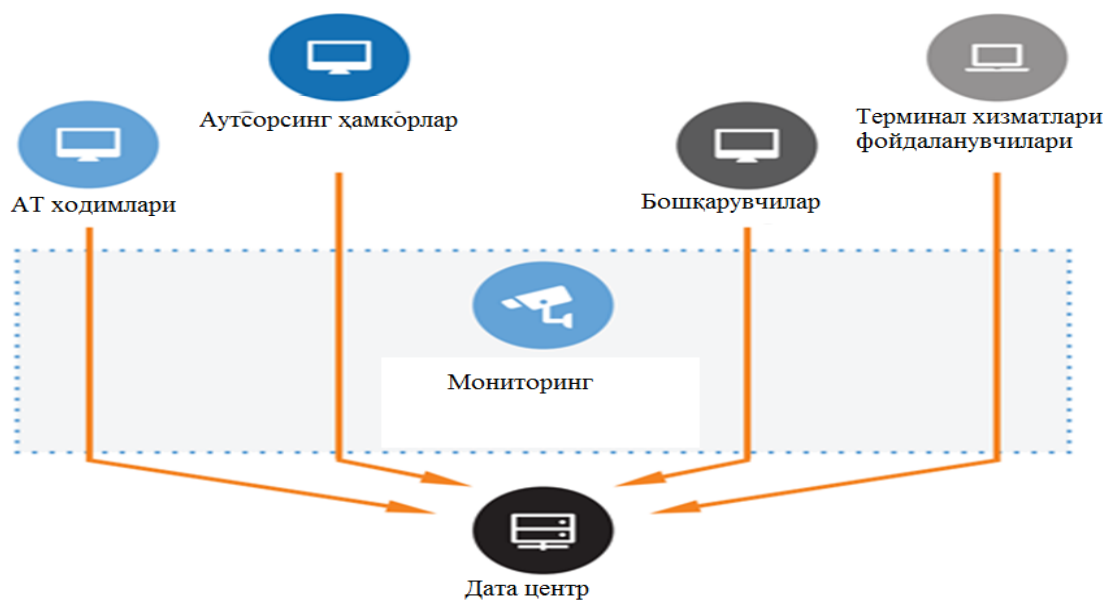 Аутсорсинг ҳамкорлар
Терминал хизматлари
фойдаланувчилари
АТ ходимлари
Бошқарувчилар
Мониторинг
Дата центр